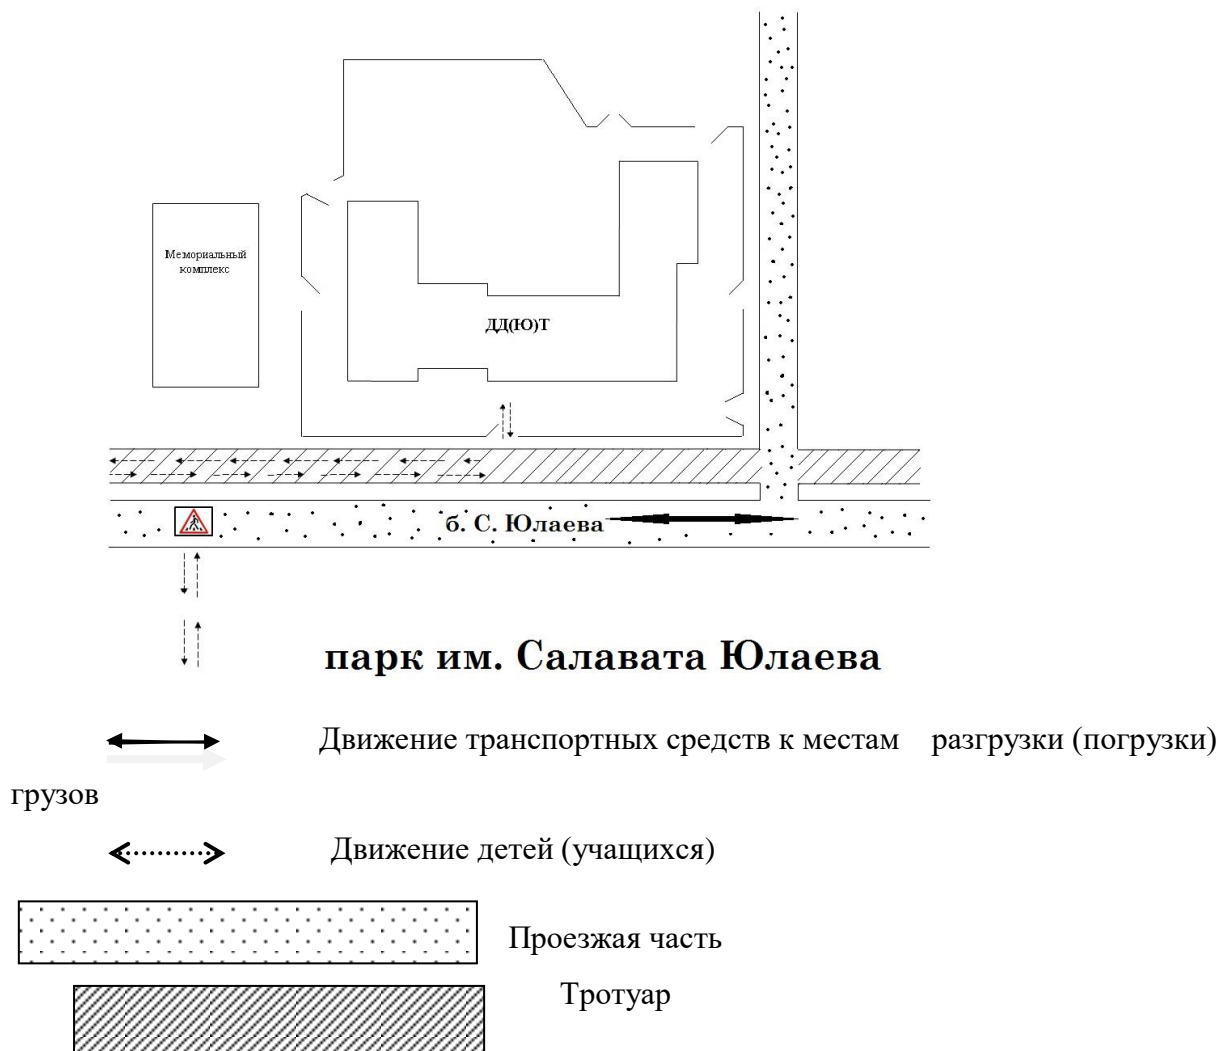 Мемориальный
комплекс
ДД(Ю)Т
б. С. Юлаева
парк им. Салавата Юлаева
Движение транспортных средств к местам разгрузки (погрузки)
грузов
Движение детей (учащихся)
Проезжая часть
Тротуар